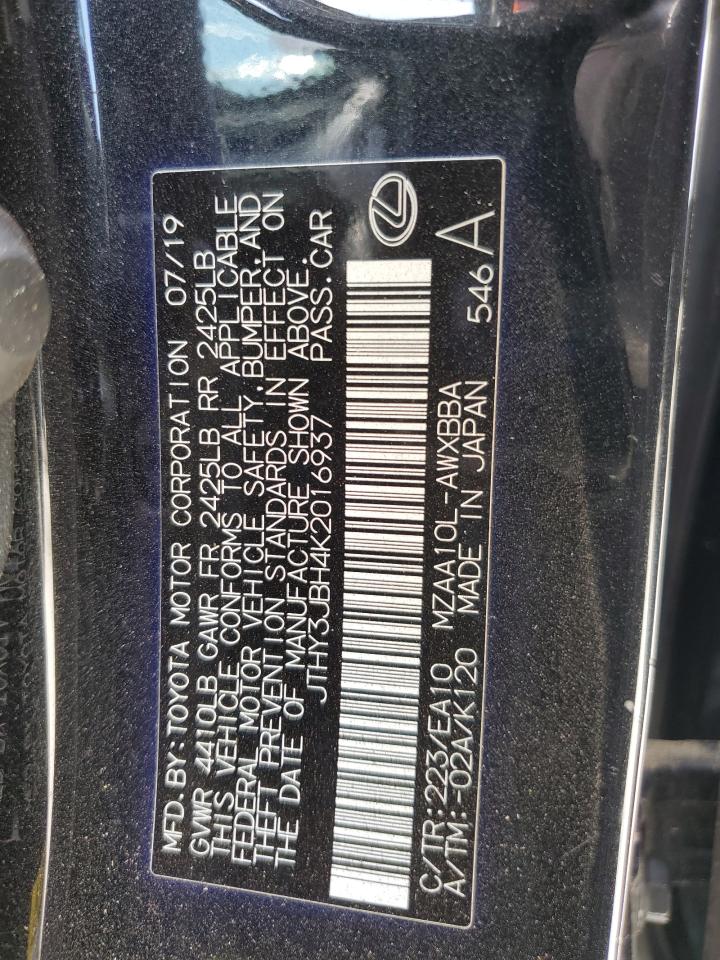 MFD. BY: TOYOTA MOTOR CORPORATION 07/19
GVWR 4410LB GAWR FR 2425LB RR 2425LB
THIS VEHICLE CONFORMS TO ALL APPLICABLE
FEDERAL MOTOR VEHICLE SAFETY, BUMPER, AND
THEFT PREVENTION STANDARDS IN EFFECT ON
THE DATE OF MANUFACTURE SHOWN ABOVE.
JTHY3JBH4K2016937 PASS. CAR
C/TR: 223/EA10 MZAA10L-AWXBBA 546 A
A/TM: -02A/K120 MADE IN JAPAN